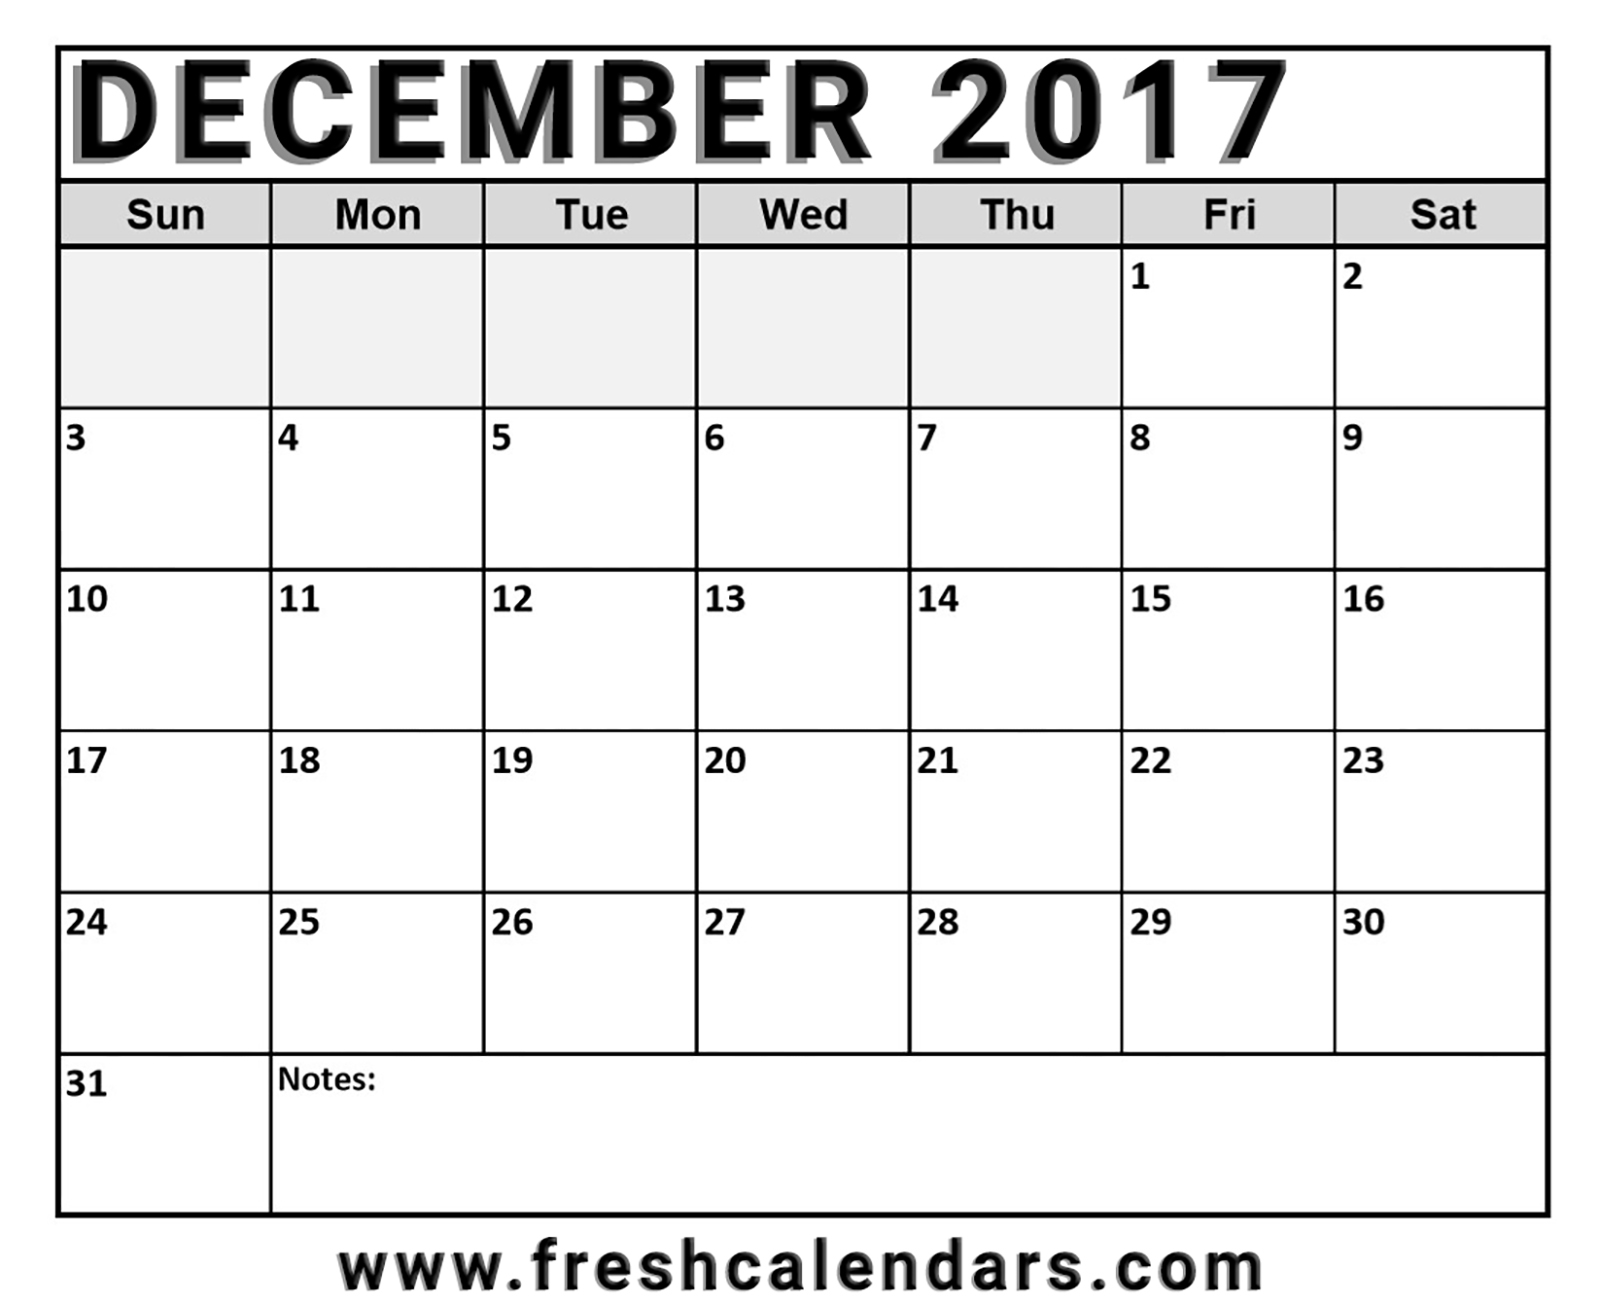 DECEMBER 2017
Sun Mon Tue Wed Thu Fri Sat
1 2
3 4 5 6 7 8 9
10 11 12 13 14 15 16
17 18 19 20 21 22 23
24 25 26 27 28 29 30
31 Notes:
www.freshcalendars.com